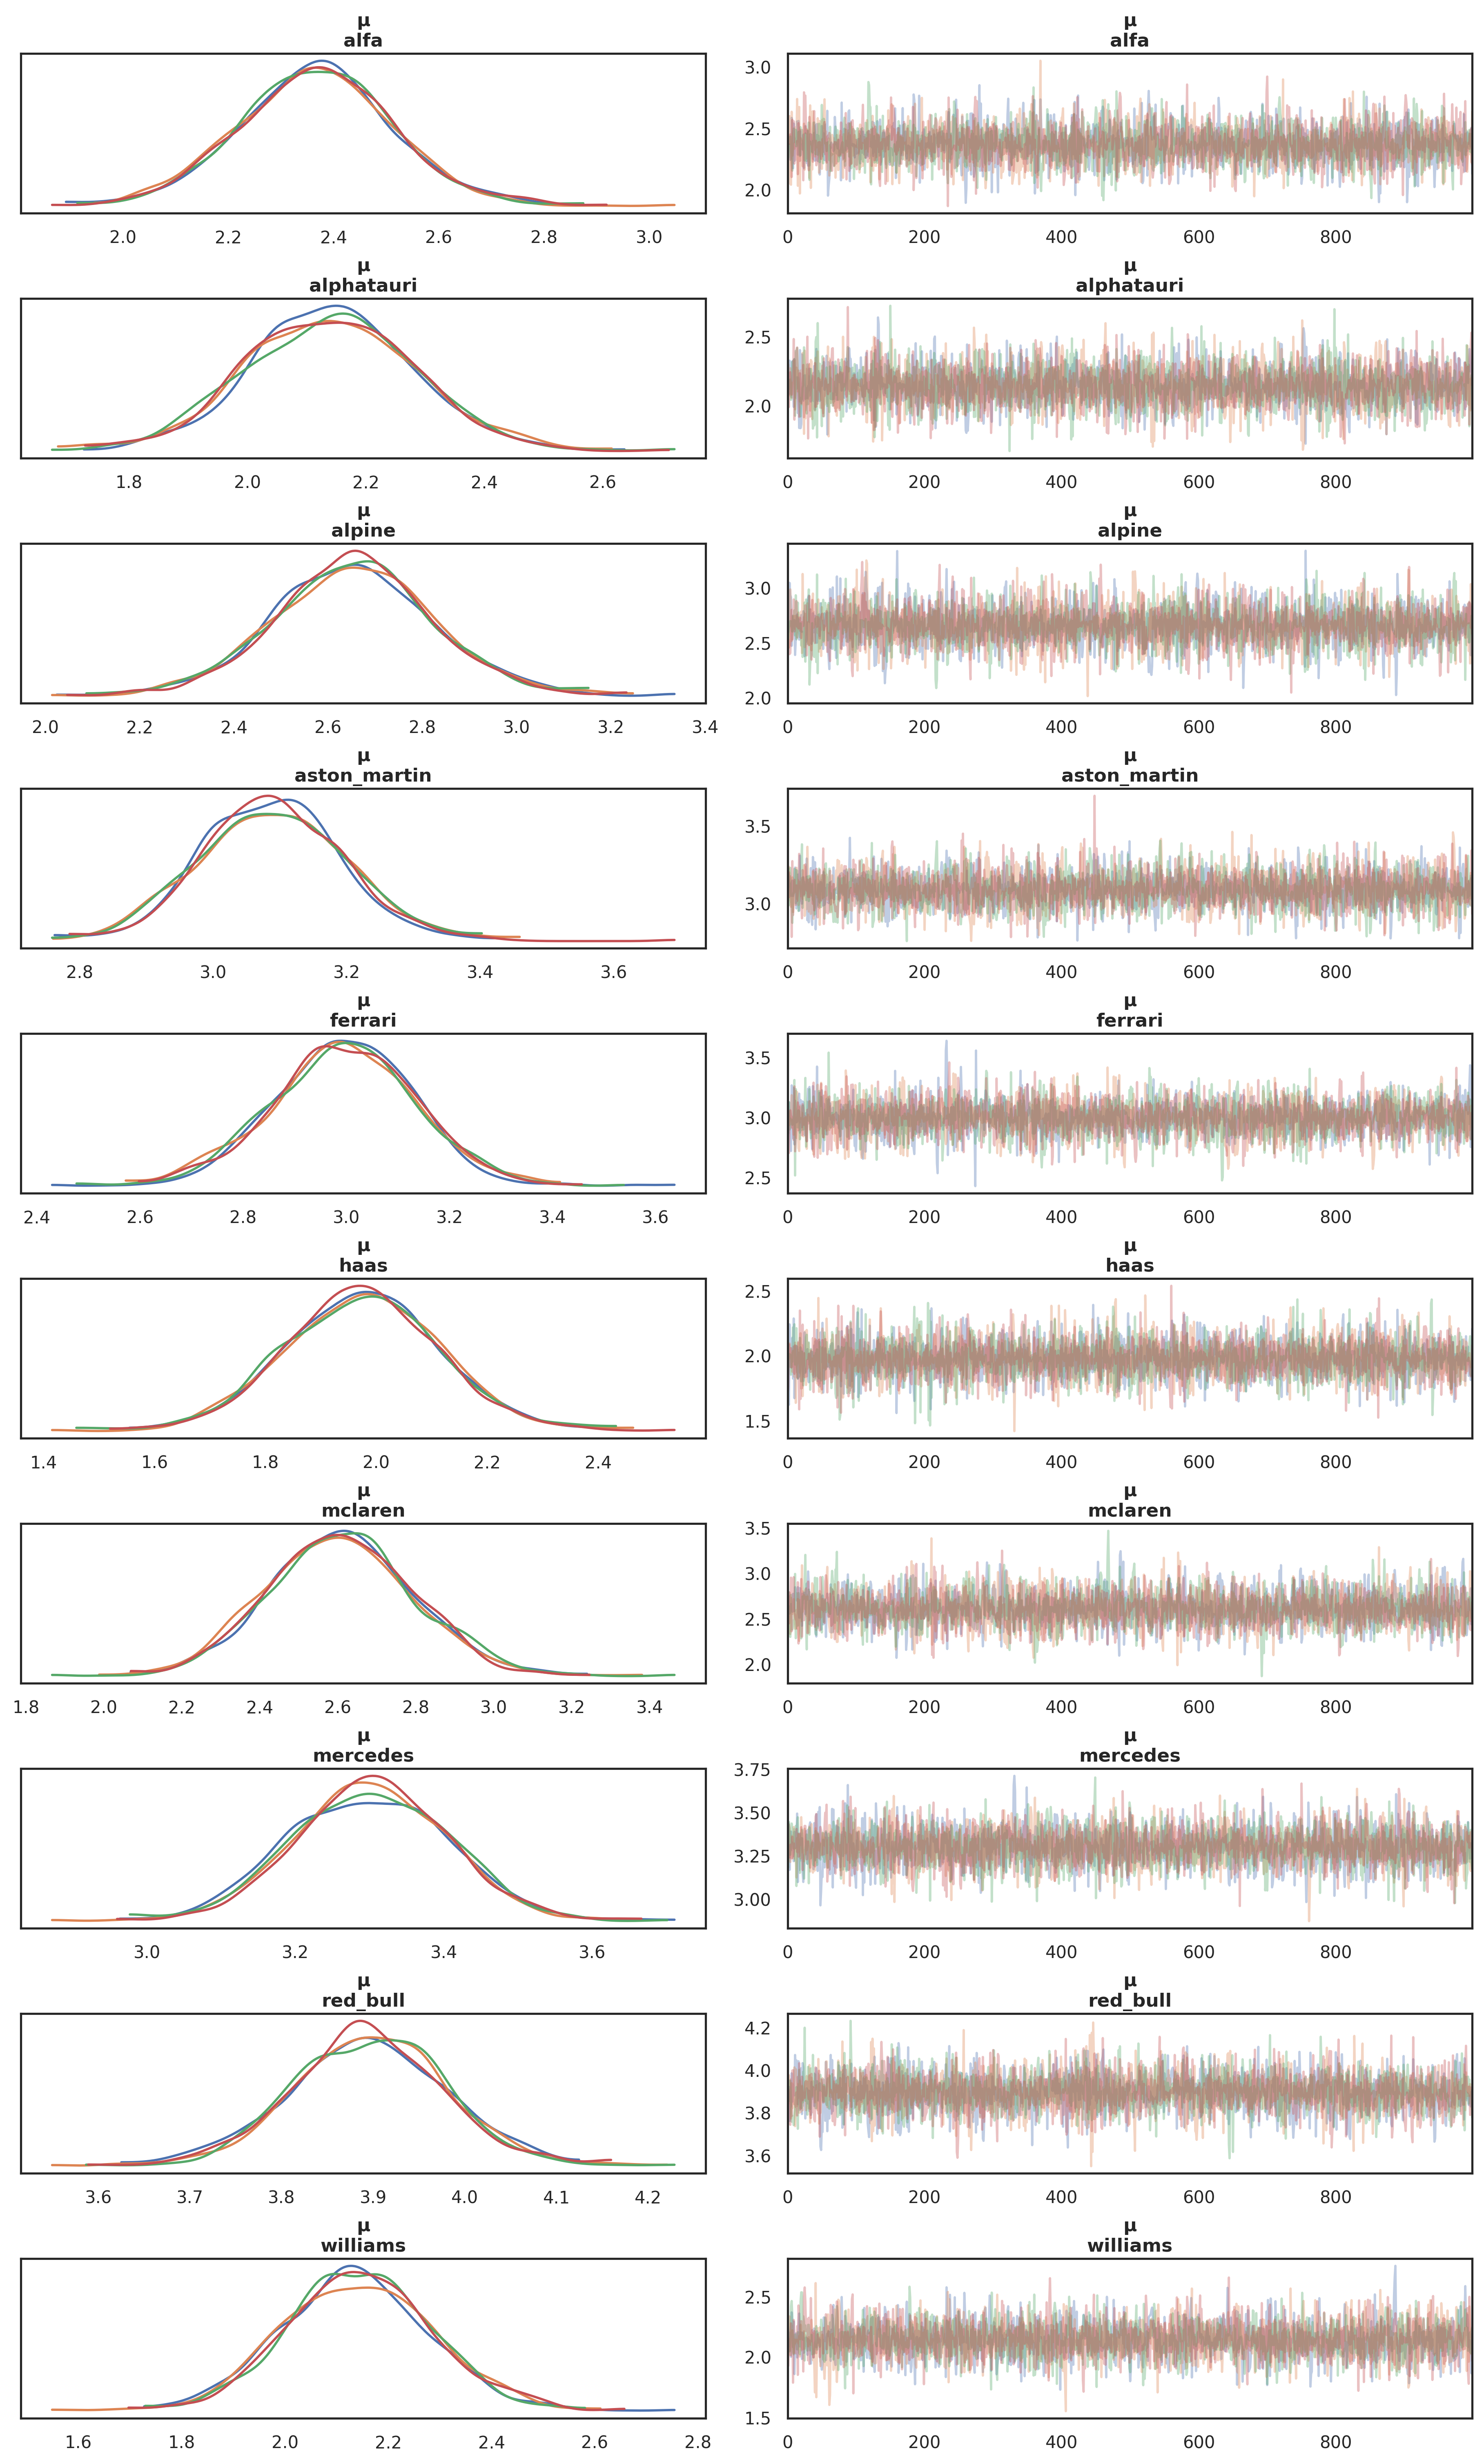 μ
alfa
2.0 2.2 2.4 2.6 2.8 3.0
μ
alfa
3.0
2.5
2.0
0 200 400 600 800
μ
alphatauri
1.8 2.0 2.2 2.4 2.6
μ
alphatauri
2.5
2.0
0 200 400 600 800
μ
alpine
2.0 2.2 2.4 2.6 2.8 3.0 3.2 3.4
μ
alpine
3.0
2.5
2.0
0 200 400 600 800
μ
aston_martin
2.8 3.0 3.2 3.4 3.6
μ
aston_martin
3.5
3.0
0 200 400 600 800
μ
ferrari
2.4 2.6 2.8 3.0 3.2 3.4 3.6
μ
ferrari
3.5
3.0
2.5
0 200 400 600 800
μ
haas
1.4 1.6 1.8 2.0 2.2 2.4
μ
haas
2.5
2.0
1.5
0 200 400 600 800
μ
mclaren
1.8 2.0 2.2 2.4 2.6 2.8 3.0 3.2 3.4
μ
mclaren
3.5
3.0
2.5
2.0
0 200 400 600 800
μ
mercedes
3.0 3.2 3.4 3.6
μ
mercedes
3.75
3.50
3.25
3.00
0 200 400 600 800
μ
red_bull
3.6 3.7 3.8 3.9 4.0 4.1 4.2
μ
red_bull
4.2
4.0
3.8
3.6
0 200 400 600 800
μ
williams
1.6 1.8 2.0 2.2 2.4 2.6 2.8
μ
williams
2.5
2.0
1.5
0 200 400 600 800